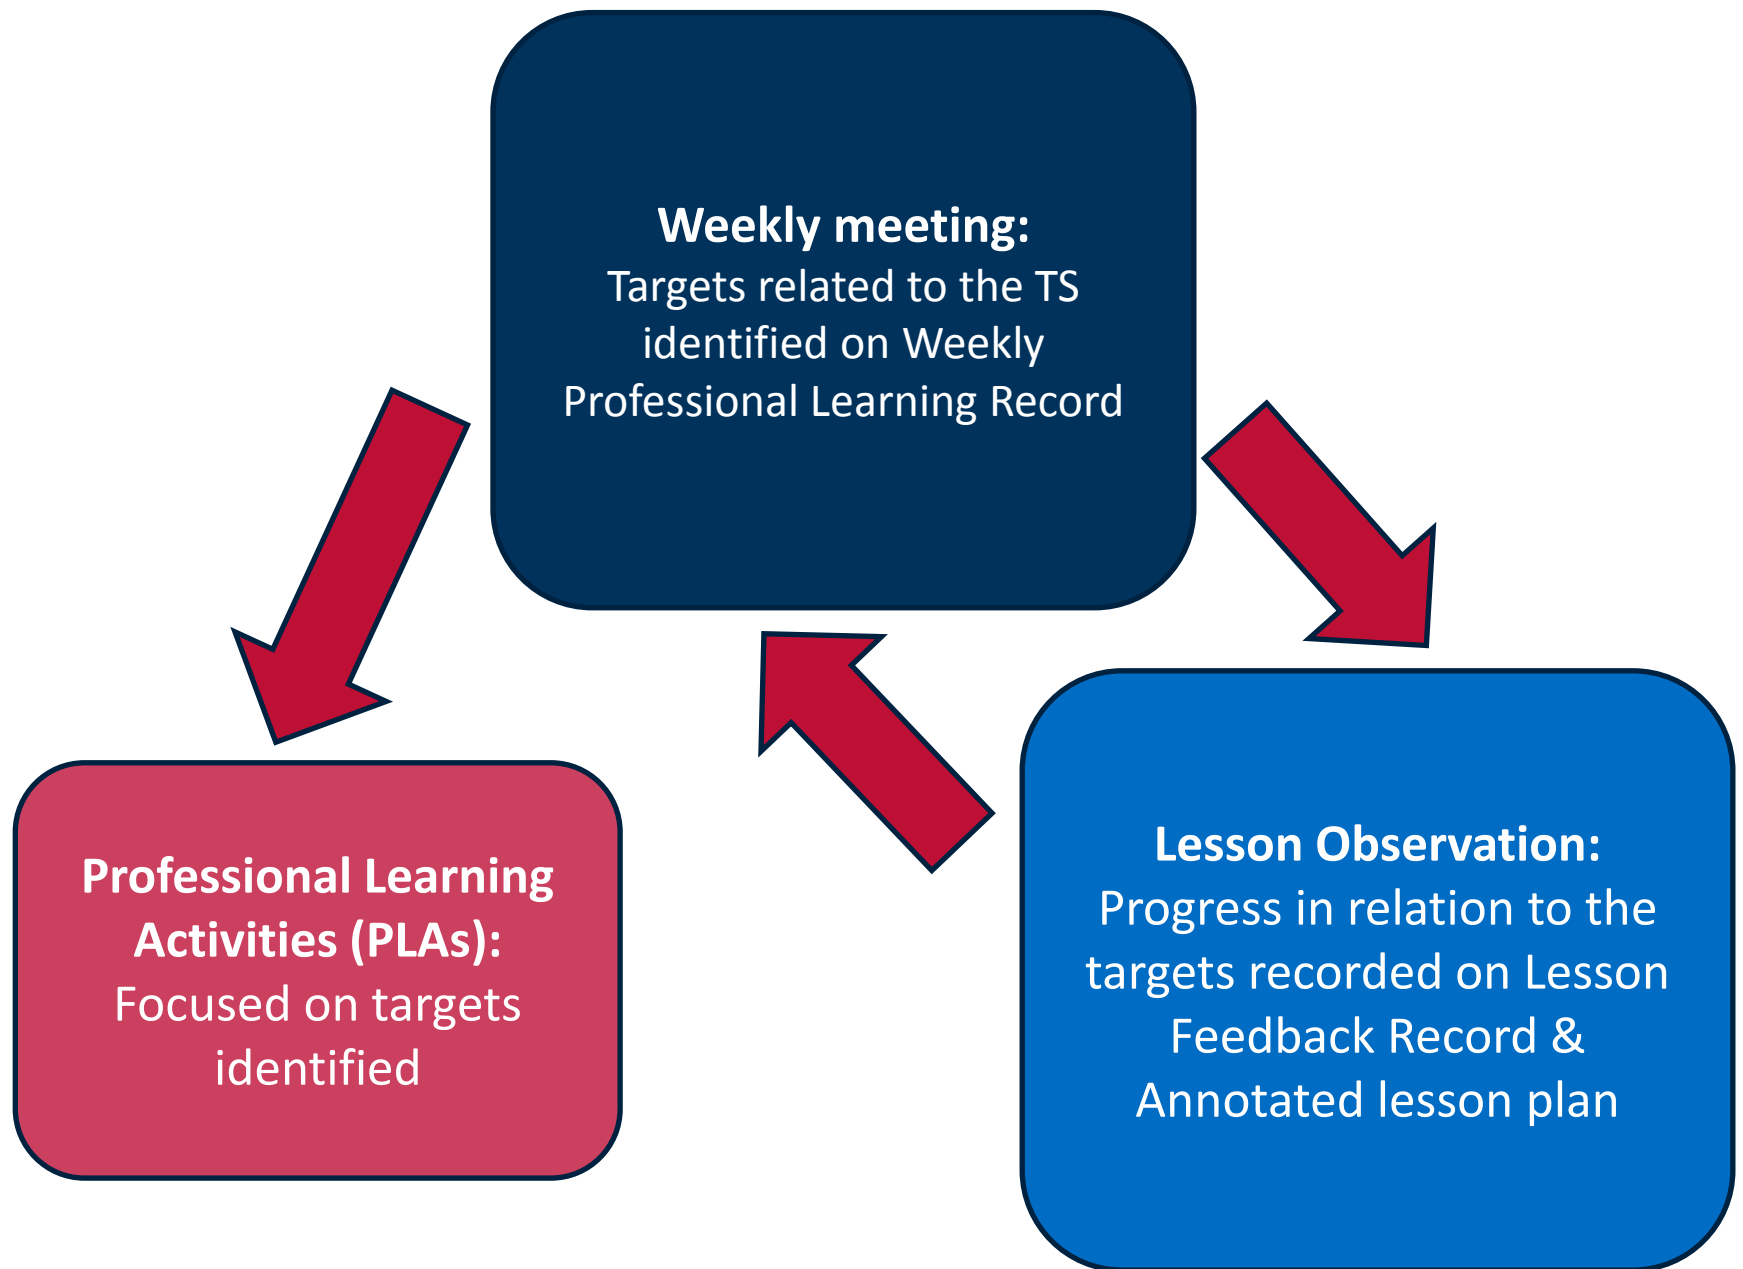 Weekly meeting:
Targets related to the TS
identified on Weekly
Professional Learning Record
Professional Learning
Activities (PLAs):
Focused on targets
identified
Lesson Observation:
Progress in relation to the
targets recorded on Lesson
Feedback Record &
Annotated lesson plan